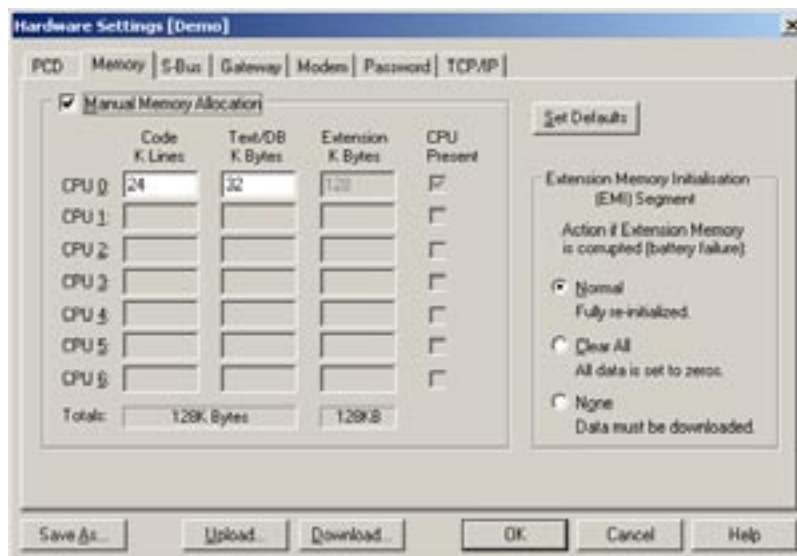 Hardware Settings [Demo]
PCD Memory S-Bus Gateway Modem Password TCP/IP
Manual Memory Allocation
Set Defaults
Code K Lines
Text/DB K Bytes
Extension K Bytes
CPU Present
CPU 0: 24 32 128
CPU 1:
CPU 2:
CPU 3:
CPU 4:
CPU 5:
CPU 6:
Totals: 128K Bytes 128KB
Extension Memory Initialisation
(EMI) Segment
Action if Extension Memory
is corrupted (battery failure)
Normal
Fully re-initialized.
Clear All
All data is set to zeros.
None
Data must be downloaded.
Save As... Upload... Download... OK Cancel Help